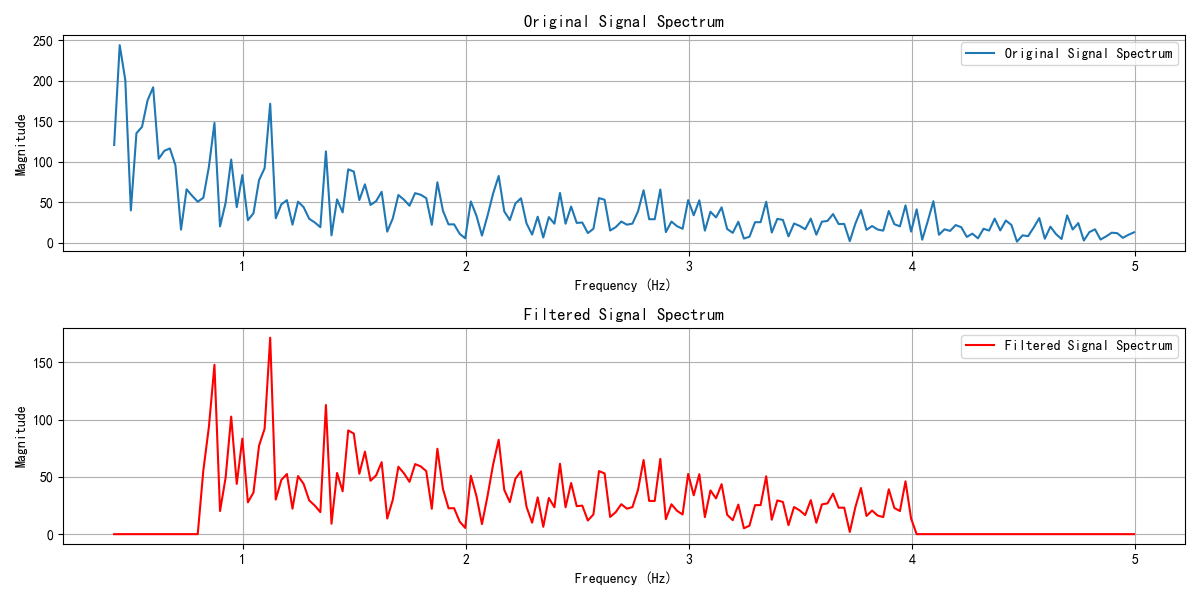 Original Signal Spectrum
250
200
150
100
50
0
Magnitude
Original Signal Spectrum
1
2
3
4
5
Frequency (Hz)
Filtered Signal Spectrum
150
100
50
0
Magnitude
Filtered Signal Spectrum
1
2
3
4
5
Frequency (Hz)